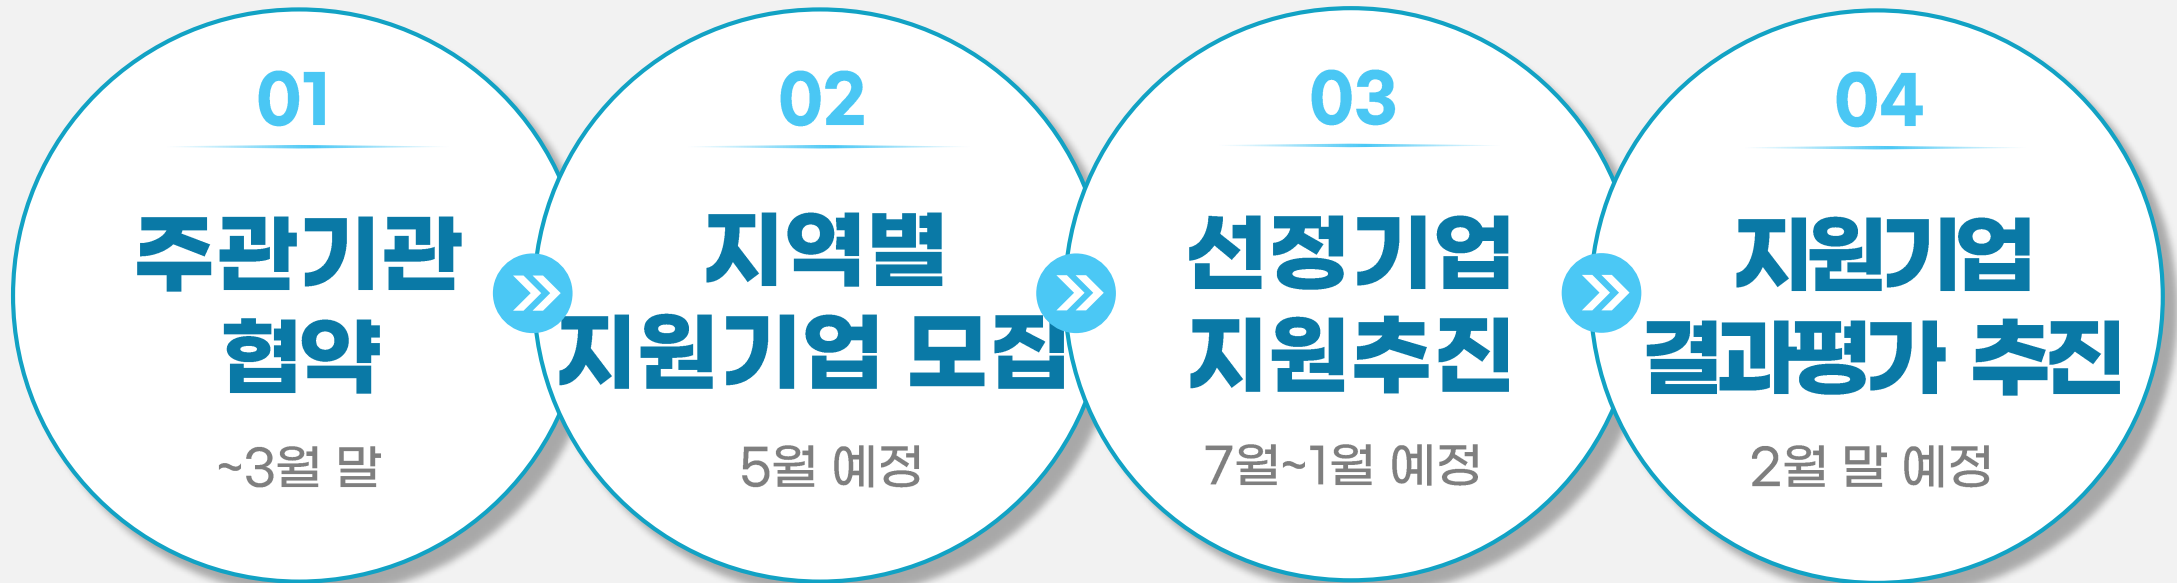 01
주관기관
협약
~3월 말
02
지역별
지원기업 모집
5월 예정
03
선정기업
지원추진
7월~1월 예정
04
지원기업
결과평가 추진
2월 말 예정